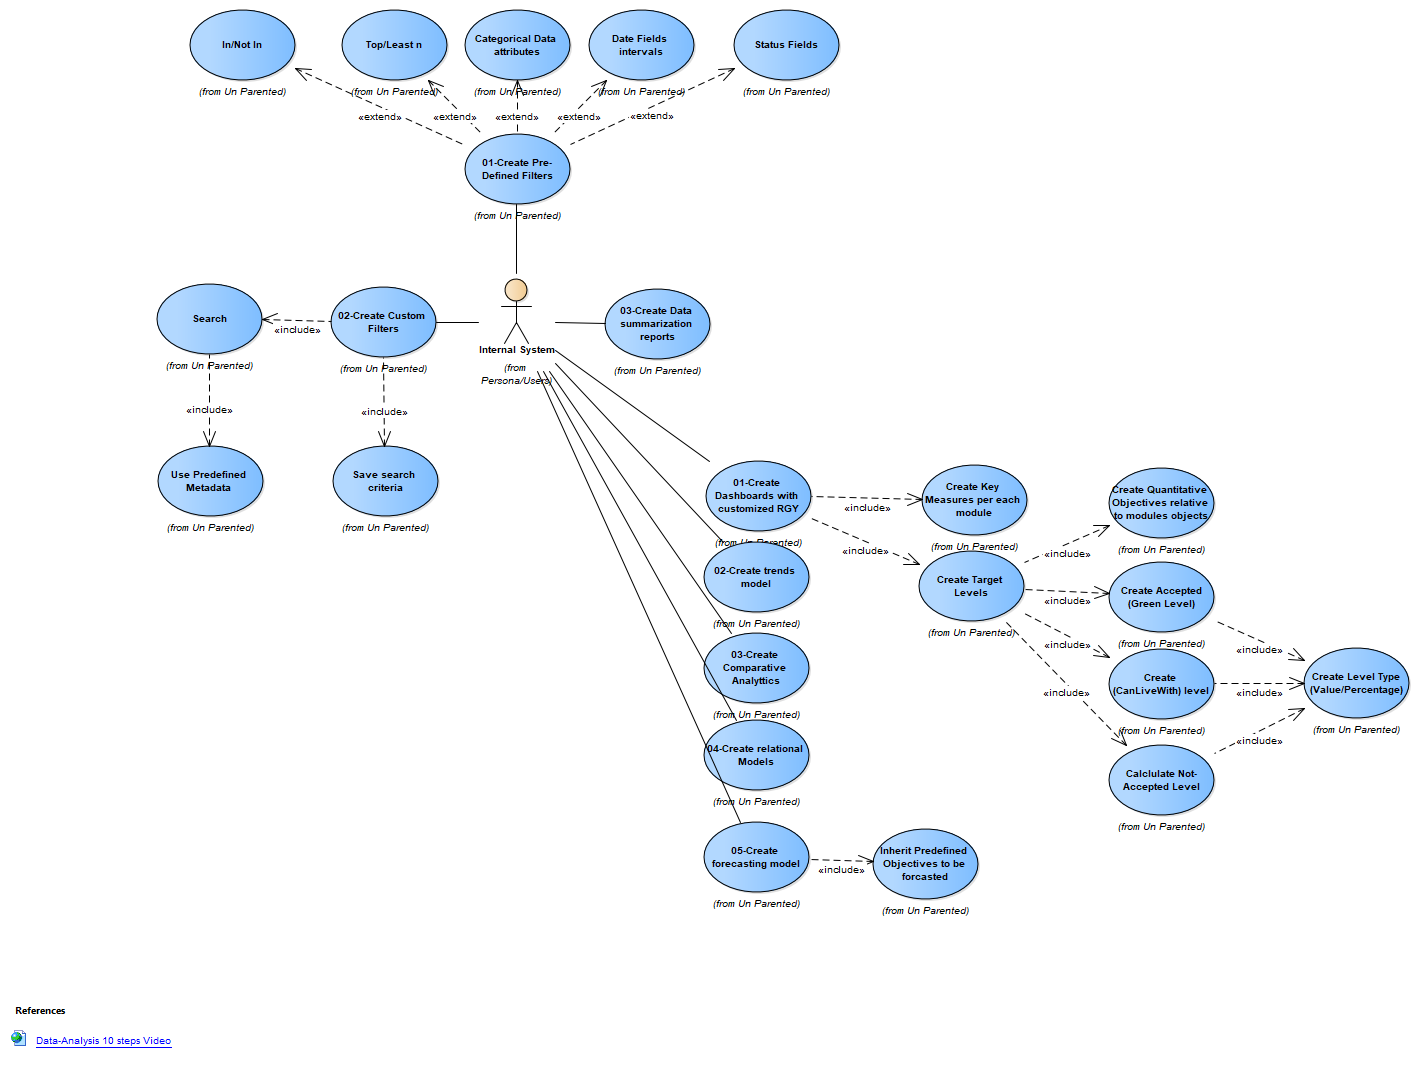 In/Not In
(from Un Parented)
Top/Least n
(from Un Parented)
Categorical Data
attributes
(from Un Parented)
Date Fields
intervals
(from Un Parented)
Status Fields
(from Un Parented)
«extend»
«extend»
«extend»
«extend»
«extend»
01-Create Pre-
Defined Filters
(from Un Parented)
Search
(from Un Parented)
«include»
02-Create Custom
Filters
(from Un Parented)
Internal System
(from
Persona/Users)
03-Create Data
summarization
reports
(from Un Parented)
«include»
«include»
Use Predefined
Metadata
(from Un Parented)
Save search
criteria
(from Un Parented)
01-Create
Dashboards with
customized RGY
(from Un Parented)
«include»
«include»
Create Key
Measures per each
module
(from Un Parented)
Create Quantitative
Objectives relative
to modules objects
(from Un Parented)
02-Create trends
model
(from Un Parented)
Create Target
Levels
(from Un Parented)
«include»
«include»
«include»
«include»
Create Accepted
(Green Level)
(from Un Parented)
03-Create
Comparative
Analyttics
(from Un Parented)
Create
(CanLiveWith) level
(from Un Parented)
«include»
«include»
«include»
Create Level Type
(Value/Percentage)
(from Un Parented)
04-Create relational
Models
(from Un Parented)
Calclulate Not-
Accepted Level
(from Un Parented)
05-Create
forecasting model
(from Un Parented)
«include»
Inherit Predefined
Objectives to be
forcasted
(from Un Parented)
References
Data-Analysis 10 steps Video